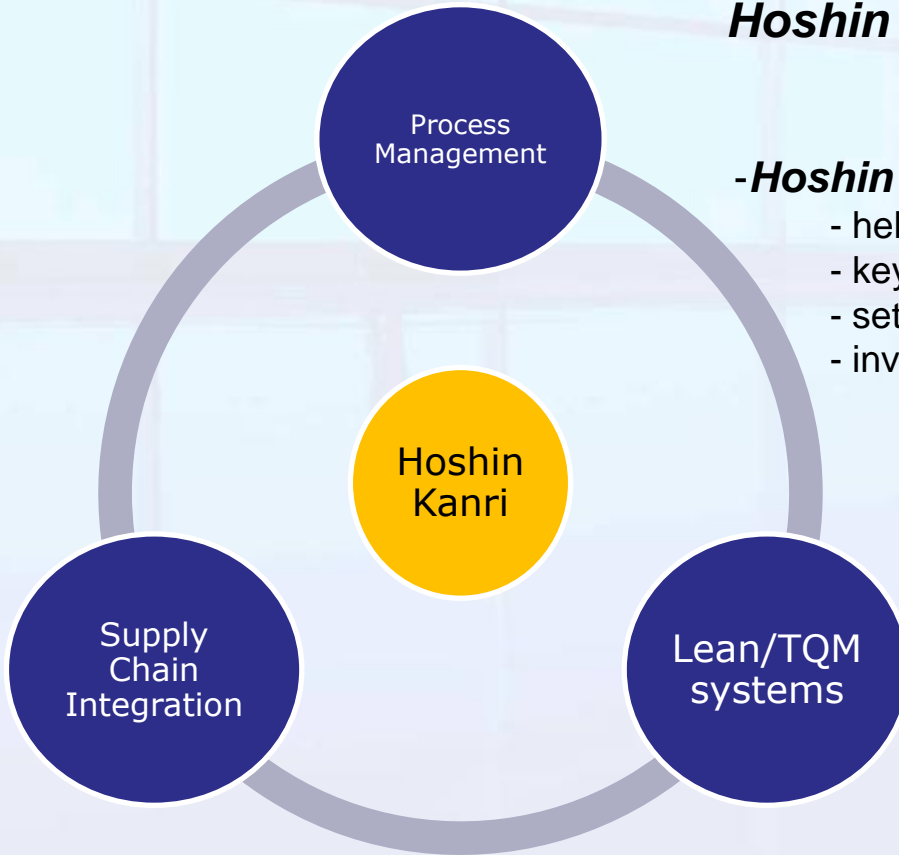 Hoshin
-Hoshin
- hel
- key
- set
- inv
Process
Management
Hoshin
Kanri
Supply
Chain
Integration
Lean/TQM
systems